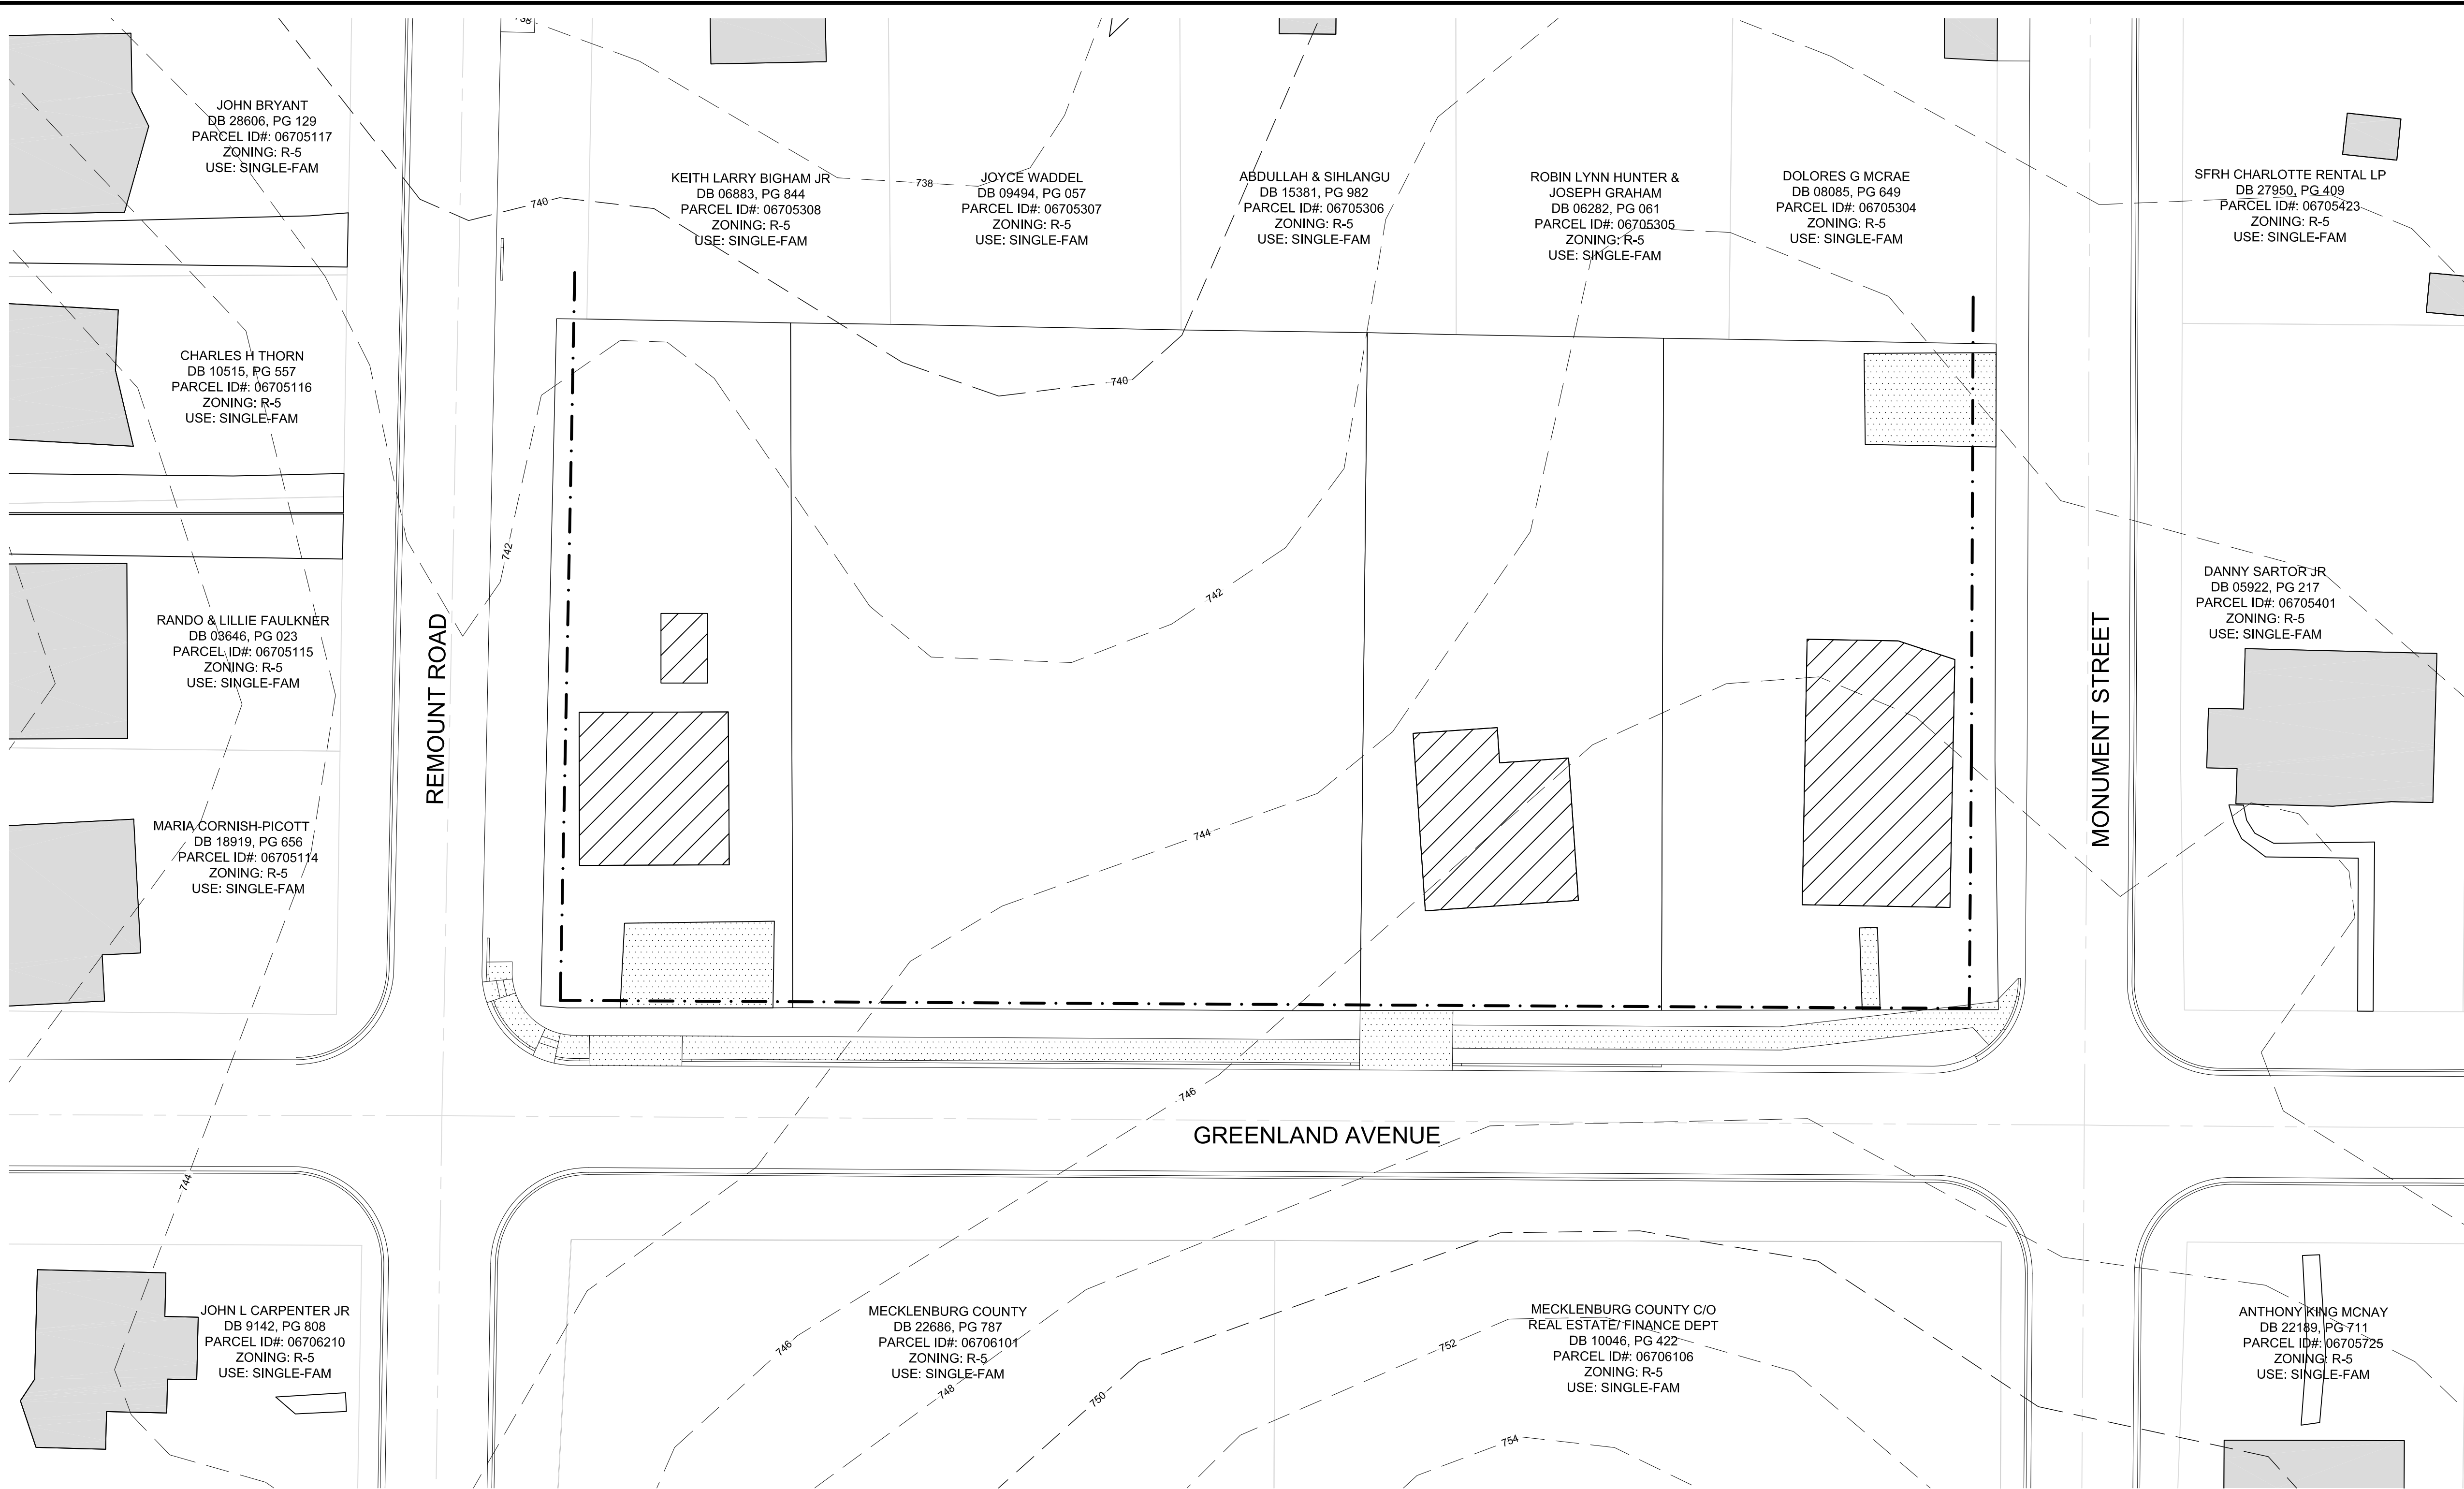 738
JOHN BRYANT
DB 28606, PG 129
PARCEL ID#: 06705117
ZONING: R-5
USE: SINGLE-FAM
KEITH LARRY BIGHAM JR
DB 06883, PG 844
PARCEL ID#: 06705308
ZONING: R-5
USE: SINGLE-FAM
738
740
JOYCE WADDEL
DB 09494, PG 057
PARCEL ID#: 06705307
ZONING: R-5
USE: SINGLE-FAM
ABDULLAH & SIHLANGU
DB 15381, PG 982
PARCEL ID#: 06705306
ZONING: R-5
USE: SINGLE-FAM
ROBIN LYNN HUNTER &
JOSEPH GRAHAM
DB 06282, PG 061
PARCEL ID#: 06705305
ZONING: R-5
USE: SINGLE-FAM
DOLORES G MCRAE
DB 08085, PG 649
PARCEL ID#: 06705304
ZONING: R-5
USE: SINGLE-FAM
SFRH CHARLOTTE RENTAL LP
DB 27950, PG 409
PARCEL ID#: 06705423
ZONING: R-5
USE: SINGLE-FAM
CHARLES H THORN
DB 10515, PG 557
PARCEL ID#: 06705116
ZONING: R-5
USE: SINGLE-FAM
740
742
742
RANDO & LILLIE FAULKNER
DB 03646, PG 023
PARCEL ID#: 06705115
ZONING: R-5
USE: SINGLE-FAM
REMOUNT ROAD
MONUMENT STREET
DANNY SARTOR JR
DB 05922, PG 217
PARCEL ID#: 06705401
ZONING: R-5
USE: SINGLE-FAM
MARIA CORNISH-PICOTT
DB 18919, PG 656
PARCEL ID#: 06705114
ZONING: R-5
USE: SINGLE-FAM
744
746
GREENLAND AVENUE
744
JOHN L CARPENTER JR
DB 9142, PG 808
PARCEL ID#: 06706210
ZONING: R-5
USE: SINGLE-FAM
746
MECKLENBURG COUNTY
DB 22686, PG 787
PARCEL ID#: 06706101
ZONING: R-5
USE: SINGLE-FAM
748
750
752
754
MECKLENBURG COUNTY C/O
REAL ESTATE/ FINANCE DEPT
DB 10046, PG 422
PARCEL ID#: 06706106
ZONING: R-5
USE: SINGLE-FAM
ANTHONY KING MCNAY
DB 22189, PG 711
PARCEL ID#: 06705725
ZONING: R-5
USE: SINGLE-FAM